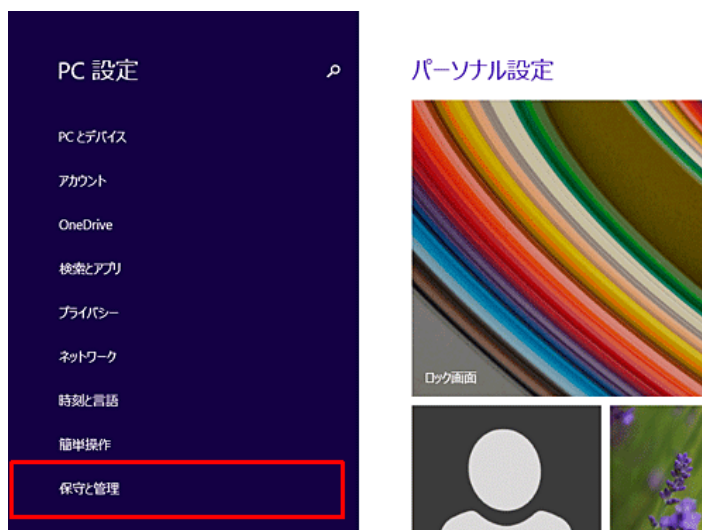 PC 設定
PCとデバイス
アカウント
OneDrive
検索とアプリ
プライバシー
ネットワーク
時刻と言語
簡単操作
保守と管理
パーソナル設定
ロック画面